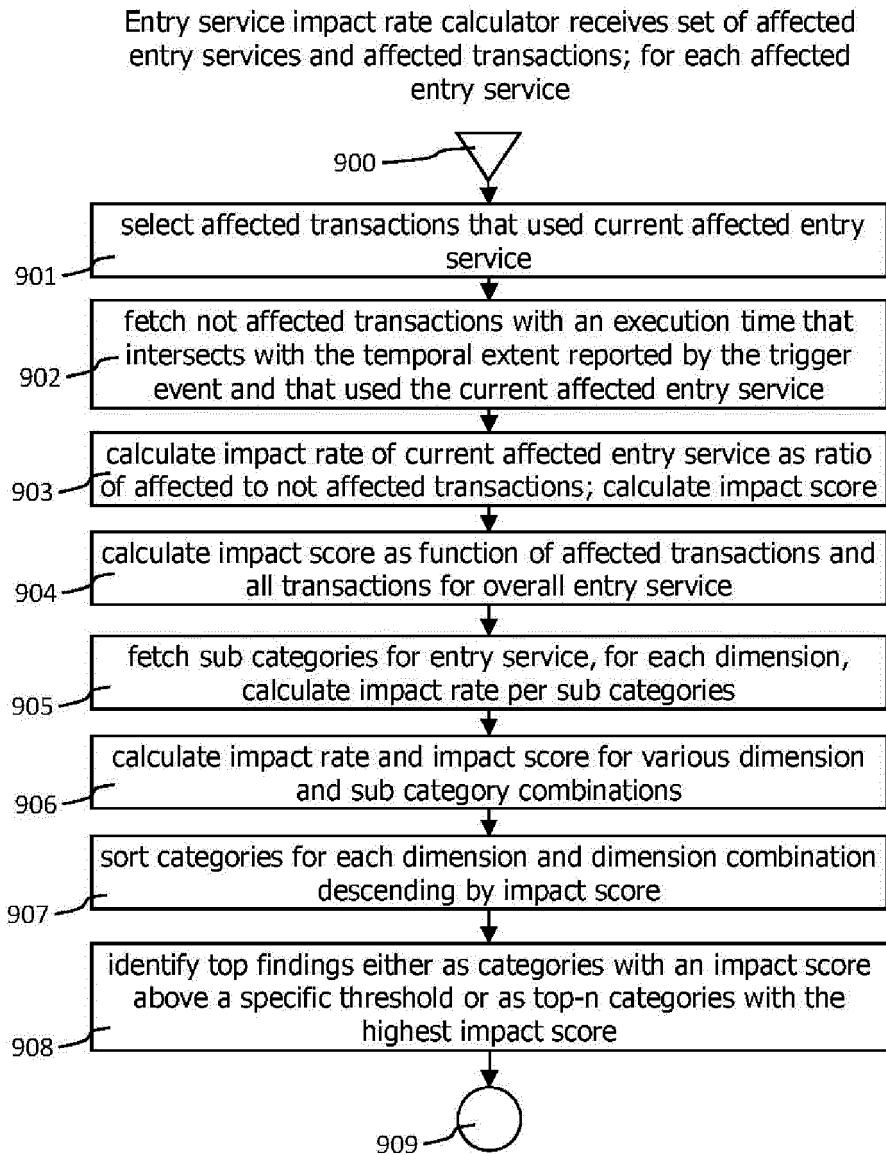 Entry service impact rate calculator receives set of affected
entry services and affected transactions; for each affected
entry service
900
select affected transactions that used current affected entry
service
901
fetch not affected transactions with an execution time that
intersects with the temporal extent reported by the trigger
event and that used the current affected entry service
902
calculate impact rate of current affected entry service as ratio
of affected to not affected transactions; calculate impact score
903
calculate impact score as function of affected transactions and
all transactions for overall entry service
904
fetch sub categories for entry service, for each dimension,
calculate impact rate per sub categories
905
calculate impact rate and impact score for various dimension
and sub category combinations
906
sort categories for each dimension and dimension combination
descending by impact score
907
identify top findings either as categories with an impact score
above a specific threshold or as top-n categories with the
highest impact score
908
909